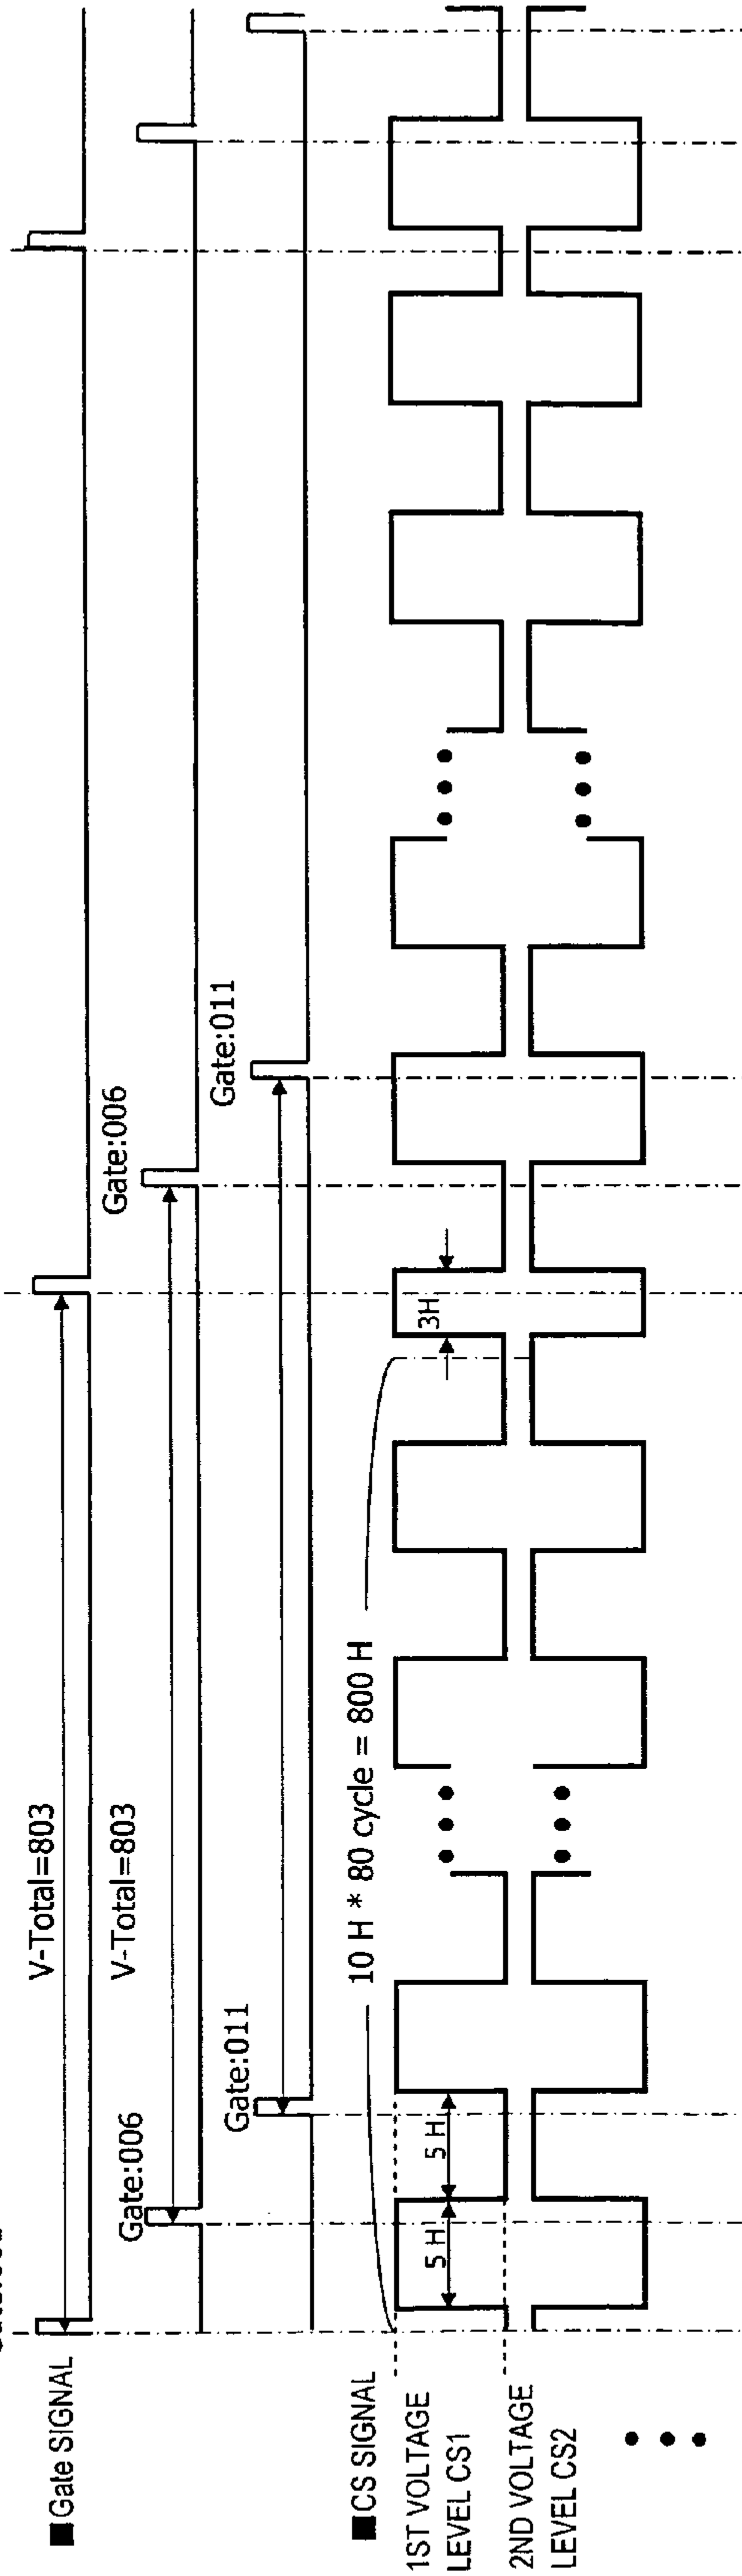 ■Gate SIGNAL
V-Total=803
Gate:006
V-Total=803
Gate:006
Gate:011
Gate:011
■CS SIGNAL
1ST VOLTAGE
LEVEL CS1
2ND VOLTAGE
LEVEL CS2
10 H * 80 cycle = 800 H
5 H
5 H
3H